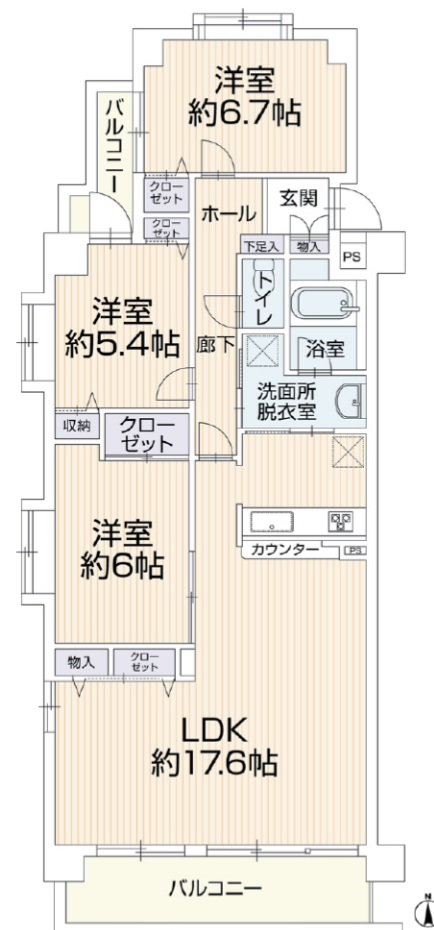 洋室
約6.7帖
バルコニー
クロー
ゼット
クロー
ゼット
ホール
玄関
下足入
物入
PS
トイレ
浴室
洋室
約5.4帖
廊下
洗面所
脱衣室
収納
クロー
ゼット
洋室
約6帖
カウンター
PS
物入
クロー
ゼット
LDK
約17.6帖
バルコニー
N